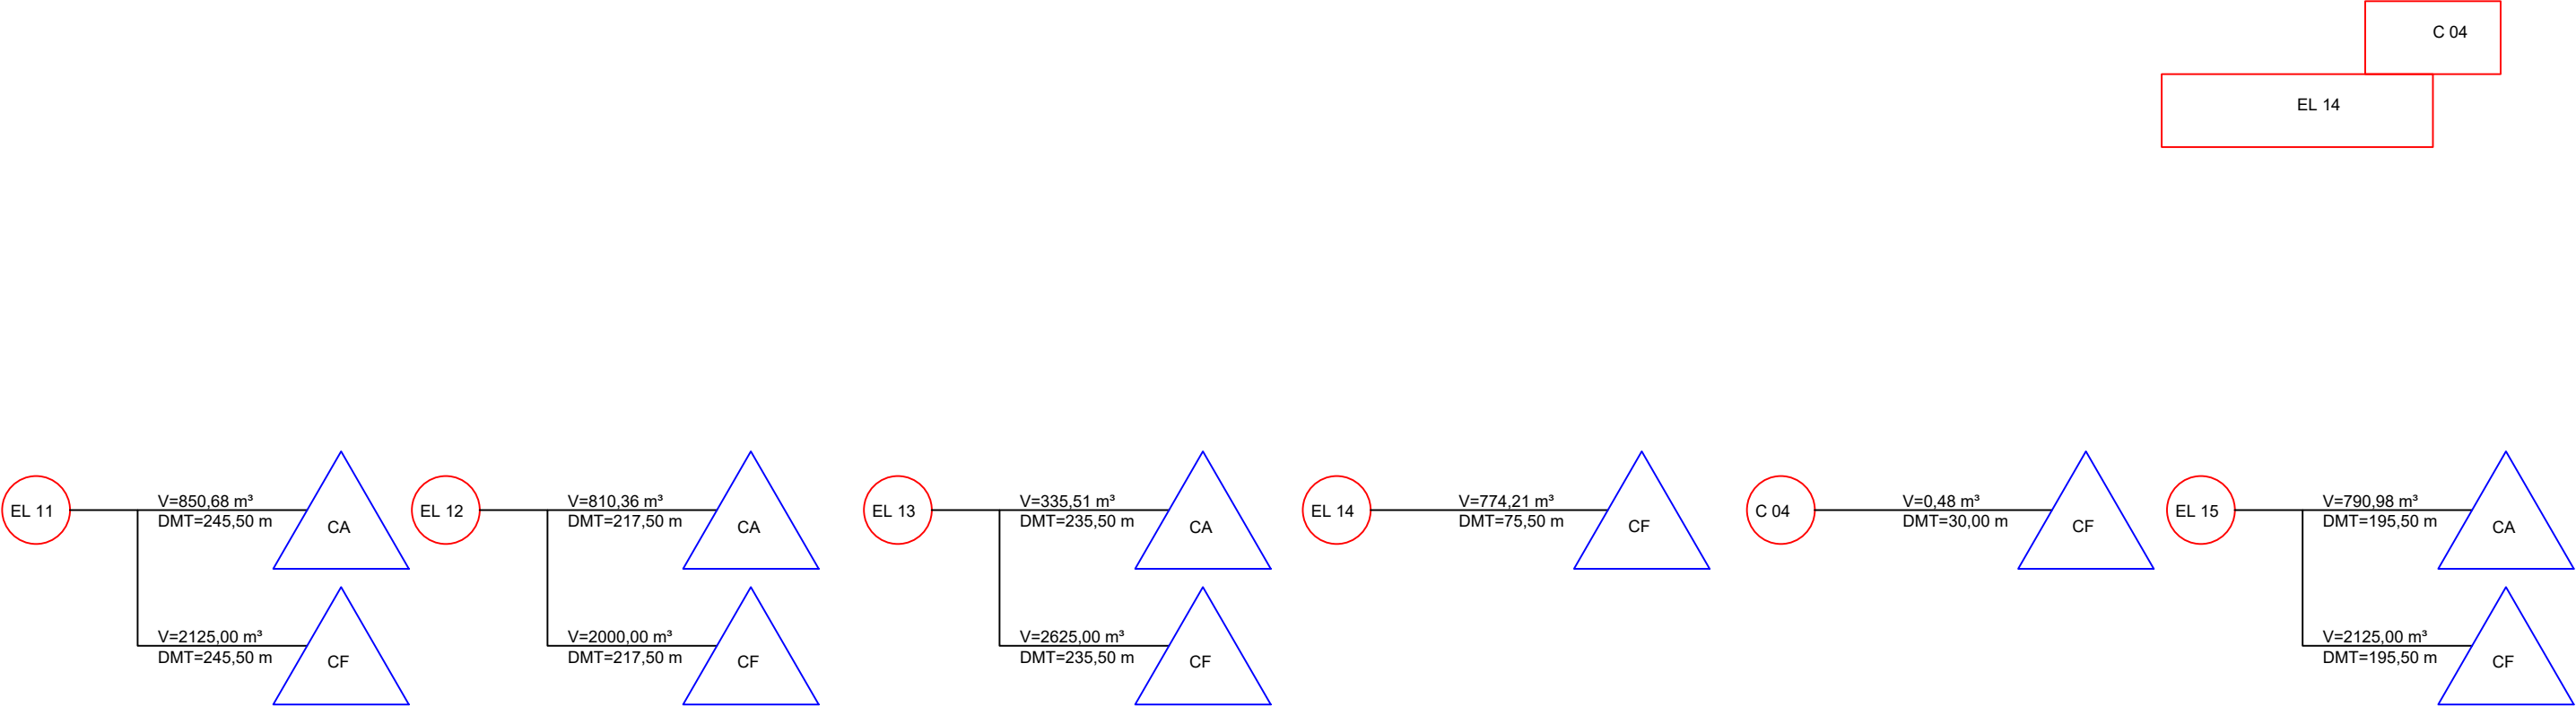 C 04
EL 14
EL 11
V=850,68 m³
DMT=245,50 m
CA
V=2125,00 m³
DMT=245,50 m
CF
EL 12
V=810,36 m³
DMT=217,50 m
CA
V=2000,00 m³
DMT=217,50 m
CF
EL 13
V=335,51 m³
DMT=235,50 m
CA
V=2625,00 m³
DMT=235,50 m
CF
EL 14
V=774,21 m³
DMT=75,50 m
CF
C 04
V=0,48 m³
DMT=30,00 m
CF
EL 15
V=790,98 m³
DMT=195,50 m
CA
V=2125,00 m³
DMT=195,50 m
CF